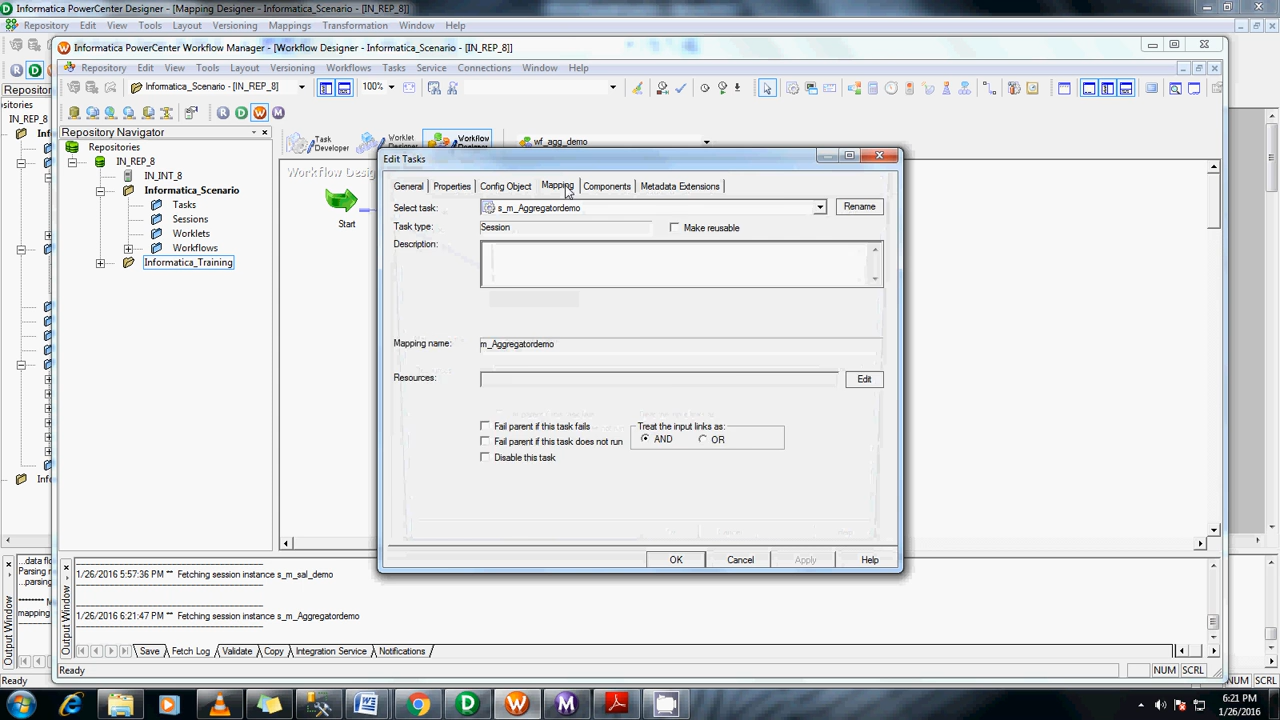 Informatica PowerCenter Designer - [Mapping Designer - Informatica_Scenario - [IN_REP_8]]
Repository Edit View Tools Layout Versioning Mappings Transformation Window Help
Informatica PowerCenter Workflow Manager - [Workflow Designer - Informatica_Scenario - [IN_REP_8]]
Repository Edit View Tools Layout Versioning Workflows Tasks Service Connections Window Help
Informatica_Scenario - [IN_REP_8] 100%
R D W M
Repository Navigator
Repositories
IN_REP_8
IN_INT_8
Informatica_Scenario
Tasks
Sessions
Worklets
Workflows
Informatica_Training
Task Developer
Worklet Designer
Workflow Designer
wf_agg_demo
Start
Edit Tasks
General Properties Config Object Mapping Components Metadata Extensions
Select task: s_m_Aggregatordemo Rename
Task type: Session Make reusable
Description:
Mapping name: m_Aggregatordemo
Resources: Edit
Fail parent if this task fails
Fail parent if this task does not run
Disable this task
Treat the input links as:
AND OR
OK Cancel Apply Help
1/26/2016 5:57:36 PM ** Fetching session instance s_m_sal_demo
1/26/2016 6:21:47 PM ** Fetching session instance s_m_Aggregatordemo
Output Window
Save Fetch Log Validate Copy Integration Service Notifications
Ready NUM SCRL
Ready NUM SCRL
6:21 PM
1/26/2016